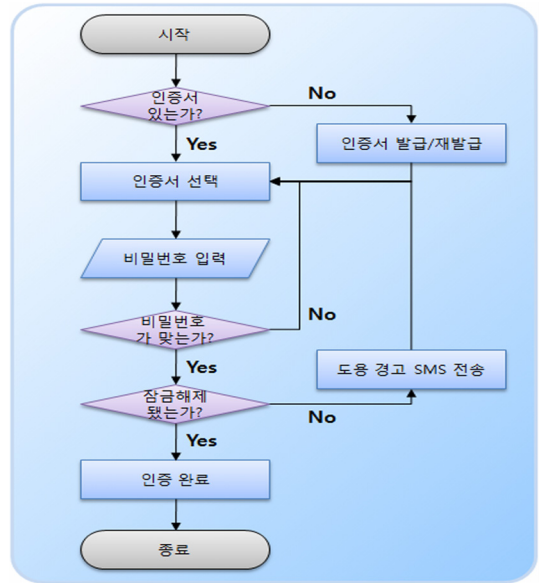 시작
인증서
있는가?
No
Yes
인증서 발급/재발급
인증서 선택
비밀번호 입력
비밀번호
가 맞는가?
No
Yes
도용 경고 SMS 전송
잠금해제
됐는가?
No
Yes
인증 완료
종료